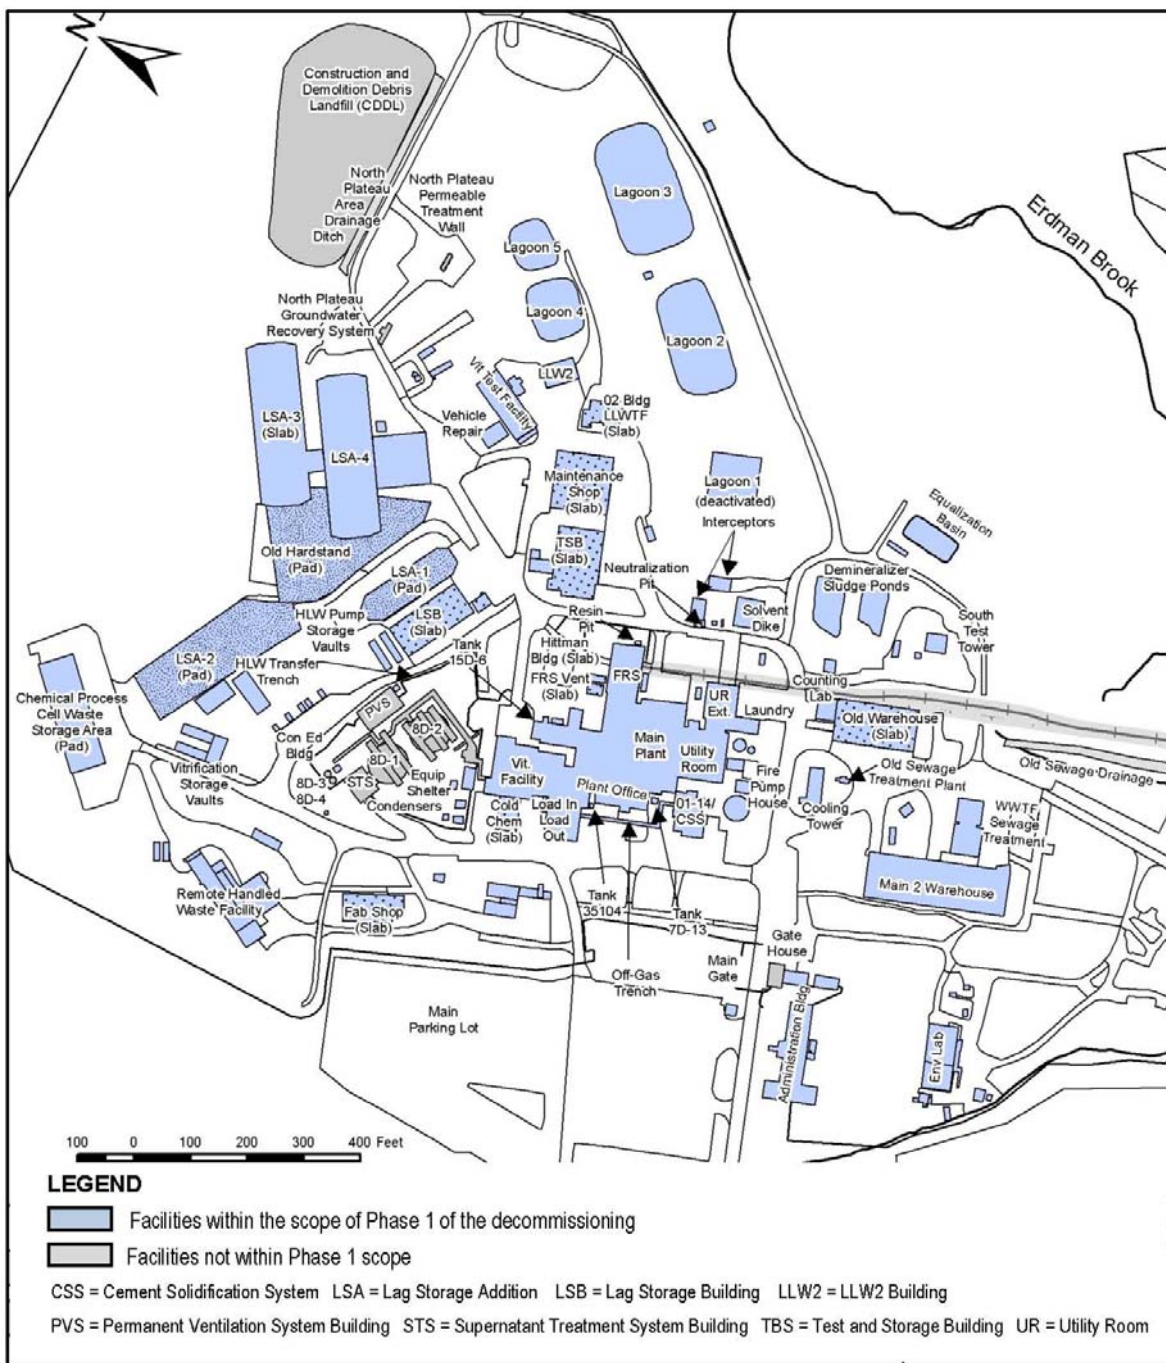 N
Construction and
Demolition Debris
Landfill (CDDL)
North
Plateau
Area
Drainage
Ditch
North Plateau
Permeable
Treatment
Wall
Lagoon 3
Lagoon 5
Erdman Brook
North Plateau
Groundwater
Recovery System
Lagoon 4
Lagoon 2
LLW2
Vit Test Facility
LSA-3
(Slab)
Vehicle
Repair
02 Bldg
LLWTF
(Slab)
LSA-4
Maintenance
Shop
(Slab)
Lagoon 1
(deactivated)
Interceptors
Equalization
Basin
Old Hardstand
(Pad)
TSB
(Slab)
LSA-1
(Pad)
Neutralization
Pit
Demineralizer
Sludge Ponds
HLW Pump
Storage
Vaults
LSB
(Slab)
Resin
Pit
Solvent
Dike
South
Test
Tower
Tank
15D-6
Hittman
Bldg (Slab)
LSA-2
(Pad)
HLW Transfer
Trench
FRS Vent
(Slab)
FRS
Counting
Lab
Chemical Process
Cell Waste
Storage Area
(Pad)
PVS
UR
Ext.
Laundry
Old Warehouse
(Slab)
8D-2
Con Ed
Bldg
Main
Plant
Utility
Room
8D-1
Vit.
Facility
Old Sewage
Treatment Plant
Old Sewage Drainage
Vitrification
Storage
Vaults
STS
Equip
Shelter
Condensers
8D-3
8D-4
Plant Office
Fire
Pump
House
Cold
Chem
(Slab)
Load In
Load
Out
01-14/
CSS
Cooling
Tower
WWTF
Sewage
Treatment
Remote Handled
Waste Facility
Fab Shop
(Slab)
Tank
35104
Tank
7D-13
Main 2 Warehouse
Off-Gas
Trench
Main
Gate
Gate
House
Main
Parking Lot
Administration Bldg
Env Lab
100 0 100 200 300 400 Feet
LEGEND
Facilities within the scope of Phase 1 of the decommissioning
Facilities not within Phase 1 scope
CSS = Cement Solidification System LSA = Lag Storage Addition LSB = Lag Storage Building LLW2 = LLW2 Building
PVS = Permanent Ventilation System Building STS = Supernatant Treatment System Building TBS = Test and Storage Building UR = Utility Room